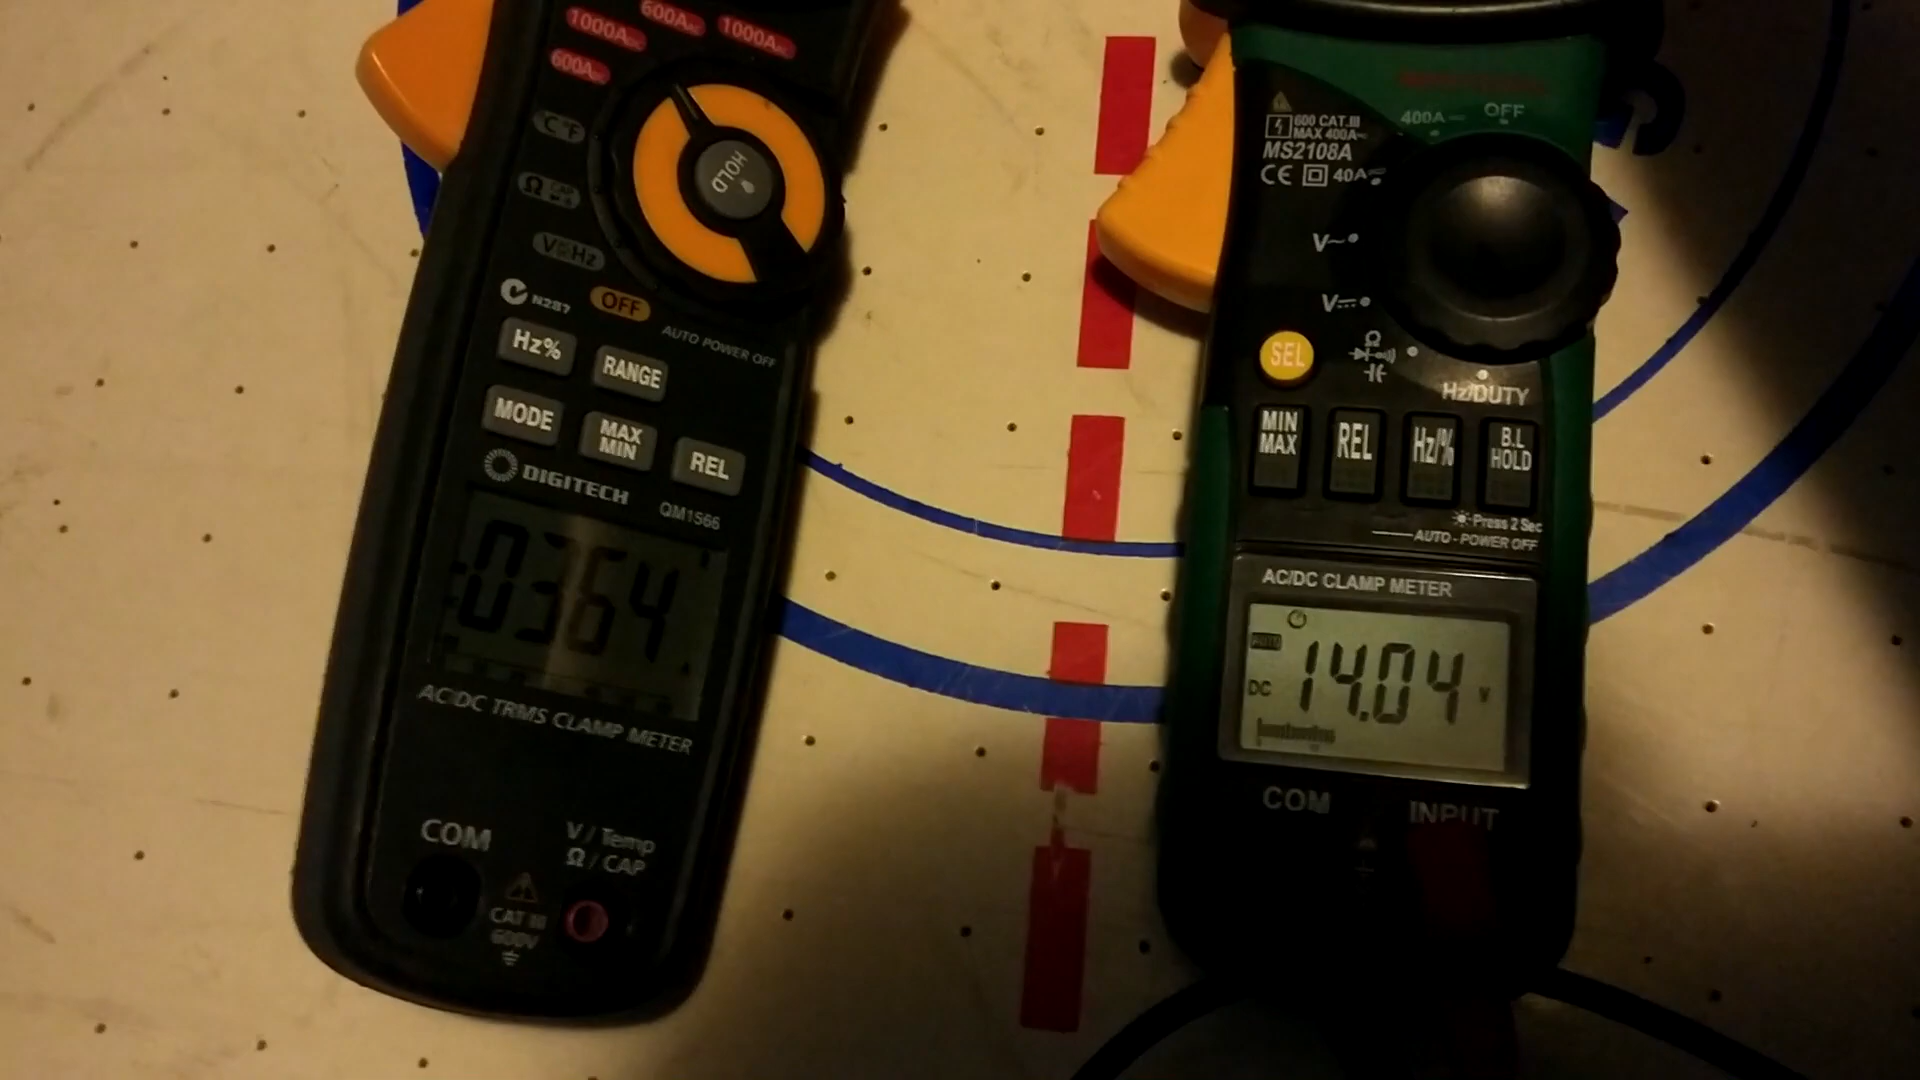 600A
1000A
600A
1000A
°C °F
Ω CAP
V Hz
OFF
N287
HOLD
AUTO POWER OFF
Hz%
RANGE
MODE
MAX
MIN
REL
DIGITECH
QM1566
0364
AC/DC TRMS CLAMP METER
COM
V / Temp
Ω / CAP
CAT III
600V
600 CAT.III
MAX 400A
MS2108A
CE
40A
400A
OFF
V~
V
Ω
SEL
Hz/DUTY
MIN
MAX
REL
Hz/%
B.L
HOLD
Press 2 Sec
AUTO - POWER OFF
AC/DC CLAMP METER
AUTO
DC
14.04
V
COM
INPUT